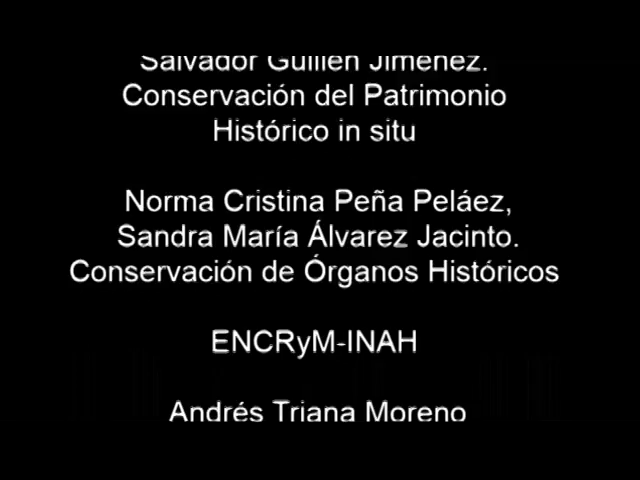 Salvador Guillén Jiménez.
Conservación del Patrimonio
Histórico in situ
Norma Cristina Peña Peláez,
Sandra María Álvarez Jacinto.
Conservación de Órganos Históricos
ENCRyM-INAH
Andrés Triana Moreno